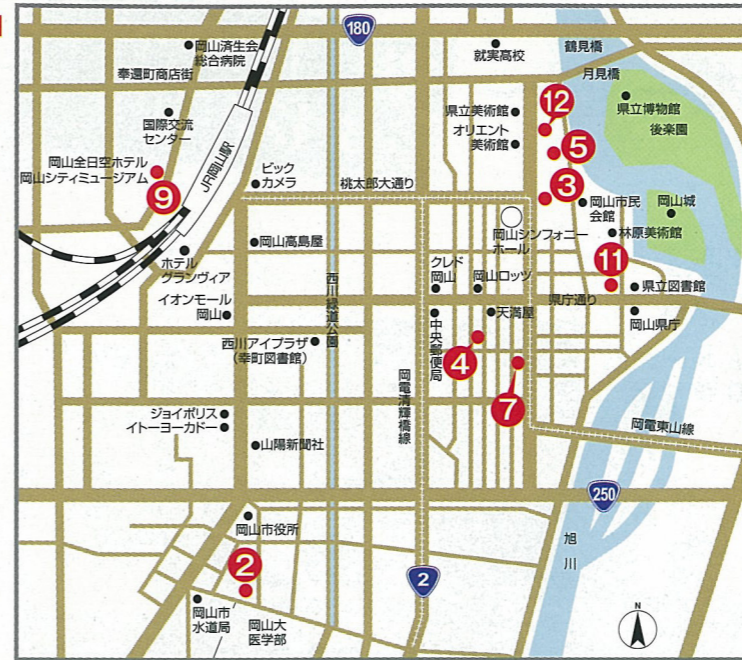 180
岡山済生会
総合病院
奉還町商店街
就実高校
鶴見橋
月見橋
国際交流
センター
県立美術館
オリエント
美術館
12
5
県立博物館
後楽園
岡山全日空ホテル
岡山シティミュージアム
9
JR岡山駅
ビック
カメラ
桃太郎大通り
3
岡山市民
会館
岡山城
林原美術館
岡山シンフォニー
ホール
岡山高島屋
ホテル
グランヴィア
西川緑道公園
クレド
岡山
岡山ロッツ
11
県立図書館
県庁通り
イオンモール
岡山
天満屋
岡山県庁
西川アイプラザ
(幸町図書館)
中央郵便局
4
7
岡電清輝橋線
ジョイポリス
イトーヨーカドー
山陽新聞社
岡電東山線
250
岡山市役所
旭川
2
2
岡山市
水道局
岡山大
医学部
N